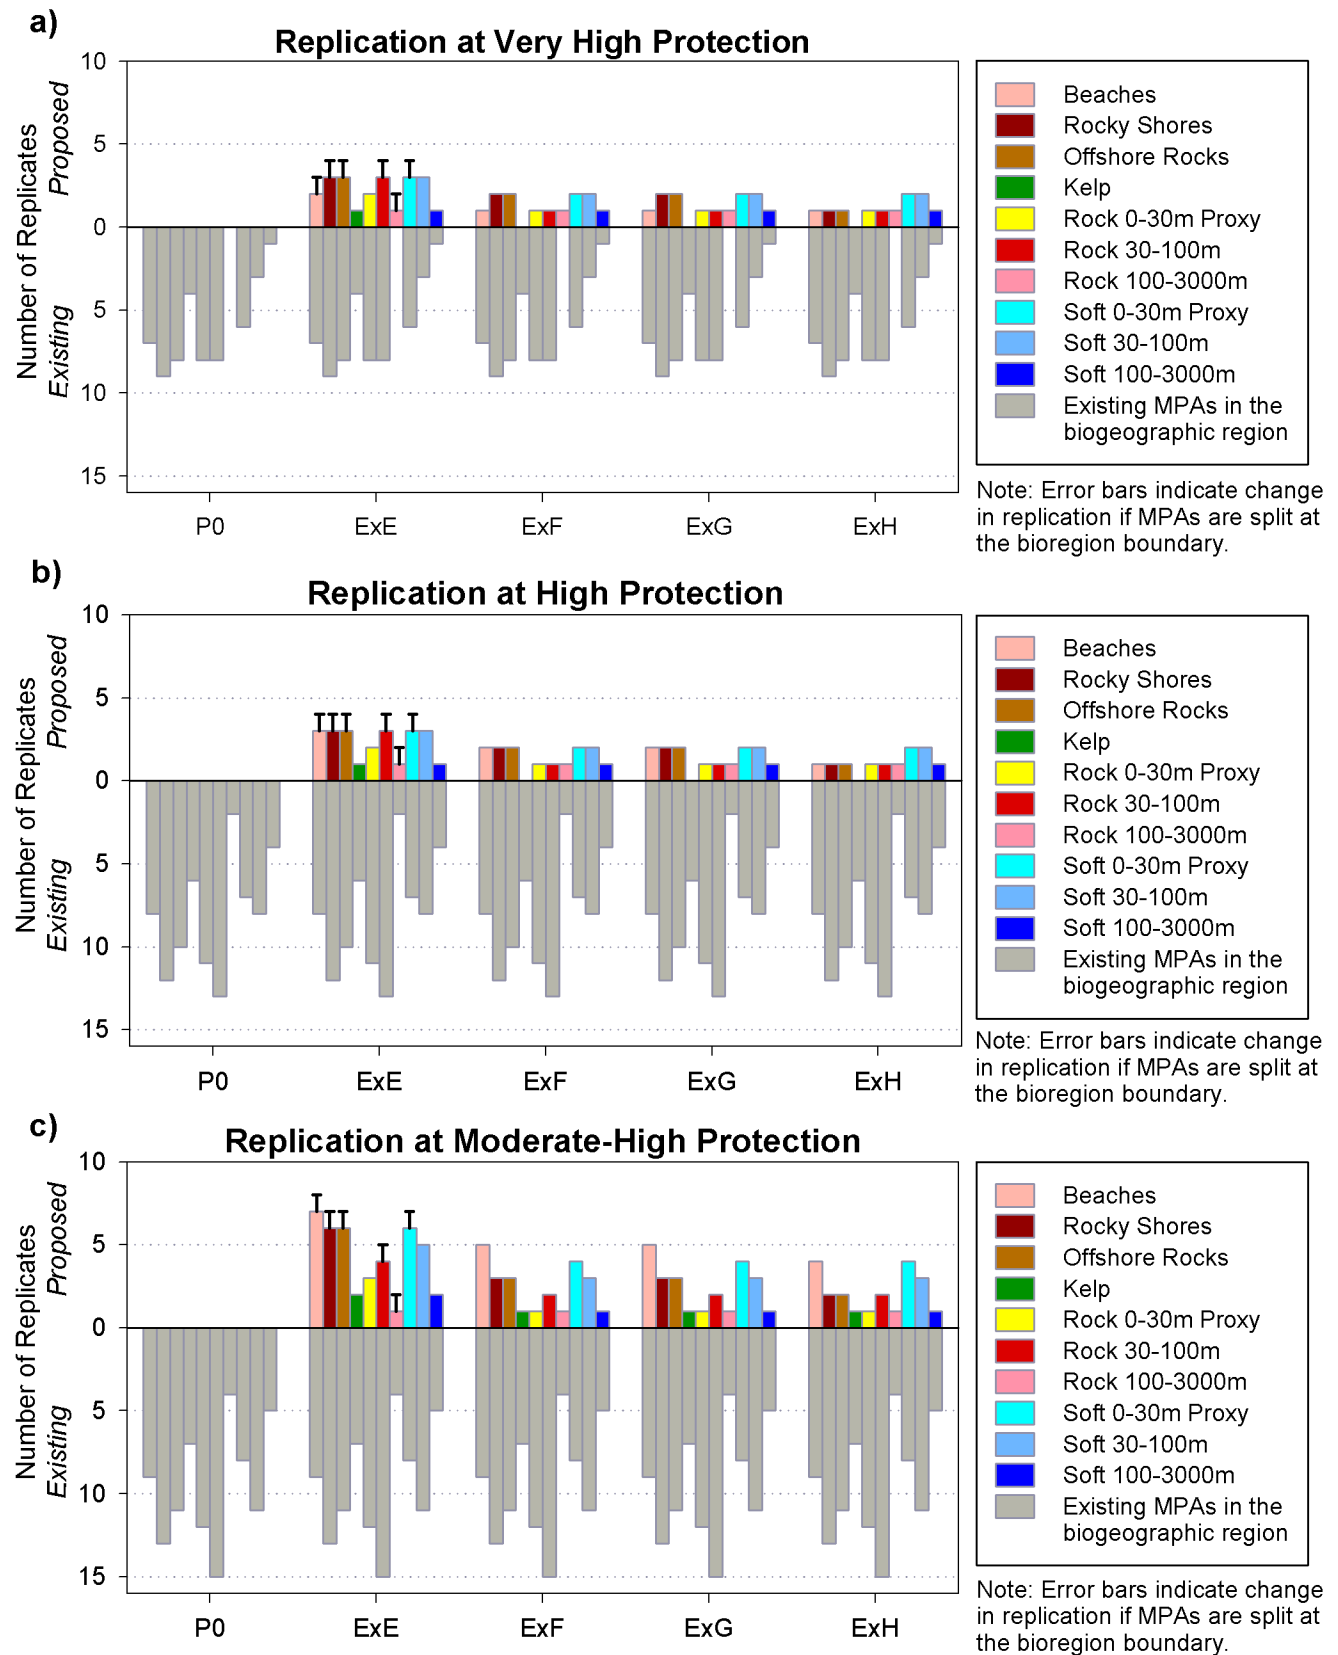 a)
Replication at Very High Protection
10
5
0
5
10
15
Number of Replicates
Existing
Proposed
P0
ExE
ExF
ExG
ExH
Beaches
Rocky Shores
Offshore Rocks
Kelp
Rock 0-30m Proxy
Rock 30-100m
Rock 100-3000m
Soft 0-30m Proxy
Soft 30-100m
Soft 100-3000m
Existing MPAs in the
biogeographic region
Note: Error bars indicate change
in replication if MPAs are split at
the bioregion boundary.
b)
Replication at High Protection
10
5
0
5
10
15
Number of Replicates
Existing
Proposed
P0
ExE
ExF
ExG
ExH
Beaches
Rocky Shores
Offshore Rocks
Kelp
Rock 0-30m Proxy
Rock 30-100m
Rock 100-3000m
Soft 0-30m Proxy
Soft 30-100m
Soft 100-3000m
Existing MPAs in the
biogeographic region
Note: Error bars indicate change
in replication if MPAs are split at
the bioregion boundary.
c)
Replication at Moderate-High Protection
10
5
0
5
10
15
Number of Replicates
Existing
Proposed
P0
ExE
ExF
ExG
ExH
Beaches
Rocky Shores
Offshore Rocks
Kelp
Rock 0-30m Proxy
Rock 30-100m
Rock 100-3000m
Soft 0-30m Proxy
Soft 30-100m
Soft 100-3000m
Existing MPAs in the
biogeographic region
Note: Error bars indicate change
in replication if MPAs are split at
the bioregion boundary.